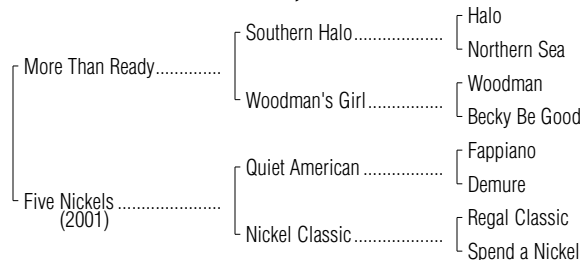 Halo
Southern Halo...................
Northern Sea
More Than Ready.............
Woodman
Woodman's Girl.................
Becky Be Good
Fappiano
Quiet American..................
Demure
Five Nickels......................
(2001)
Regal Classic
Nickel Classic....................
Spend a Nickel